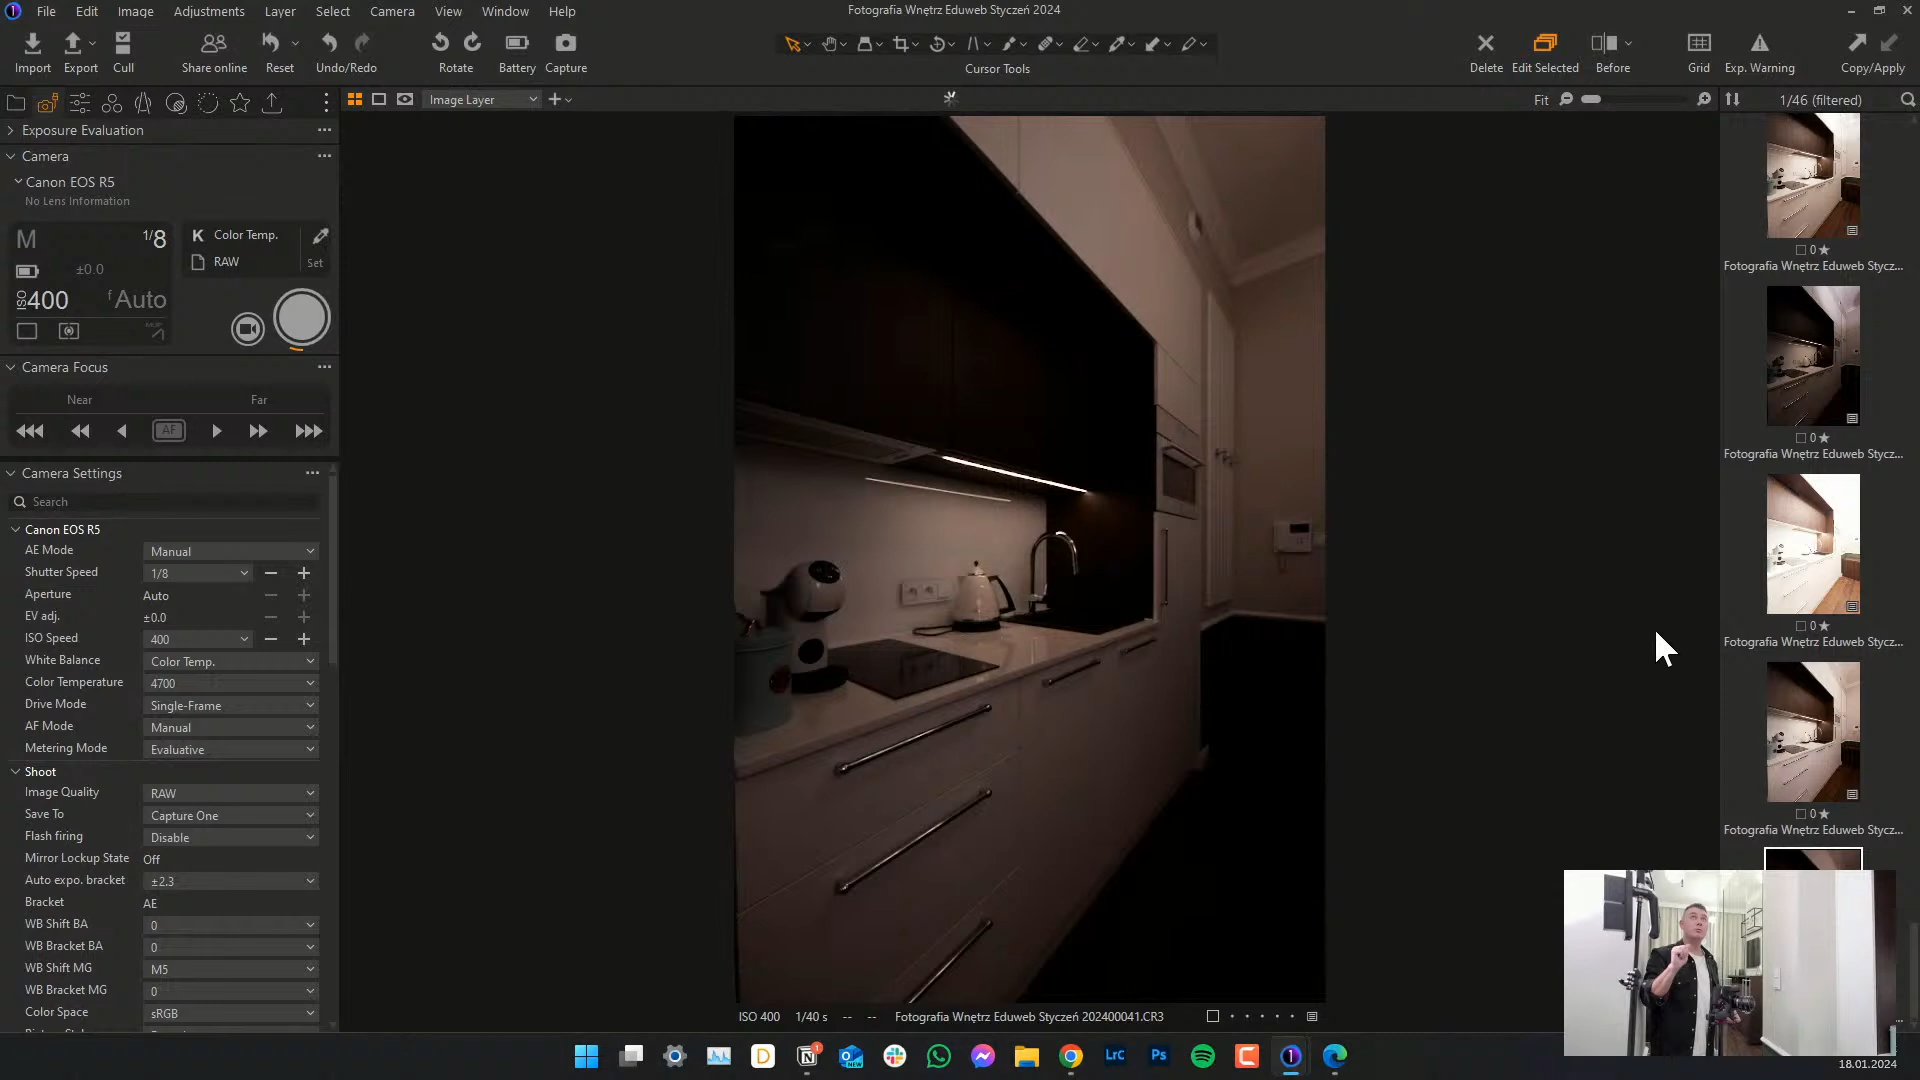 File Edit Image Adjustments Layer Select Camera View Window Help
Fotografia Wnętrz Eduweb Styczeń 2024
Import Export Cull Share online Reset Undo/Redo Rotate Battery Capture
Cursor Tools
Delete Edit Selected Before Grid Exp. Warning Copy/Apply
Image Layer
Fit
1/46 (filtered)
Exposure Evaluation
Camera
Canon EOS R5
No Lens Information
M 1/8
±0.0
ISO 400 f Auto
K Color Temp.
RAW
Set
Camera Focus
Near Far
AF
Camera Settings
Search
Canon EOS R5
AE Mode Manual
Shutter Speed 1/8
Aperture Auto
EV adj. ±0.0
ISO Speed 400
White Balance Color Temp.
Color Temperature 4700
Drive Mode Single-Frame
AF Mode Manual
Metering Mode Evaluative
Shoot
Image Quality RAW
Save To Capture One
Flash firing Disable
Mirror Lockup State Off
Auto expo. bracket ±2.3
Bracket AE
WB Shift BA 0
WB Bracket BA 0
WB Shift MG M5
WB Bracket MG 0
Color Space sRGB
0
Fotografia Wnętrz Eduweb Stycz...
0
Fotografia Wnętrz Eduweb Stycz...
0
Fotografia Wnętrz Eduweb Stycz...
0
Fotografia Wnętrz Eduweb Stycz...
ISO 400 1/40 s -- -- Fotografia Wnętrz Eduweb Styczeń 202400041.CR3
D N 1 NEW LrC Ps
18.01.2024